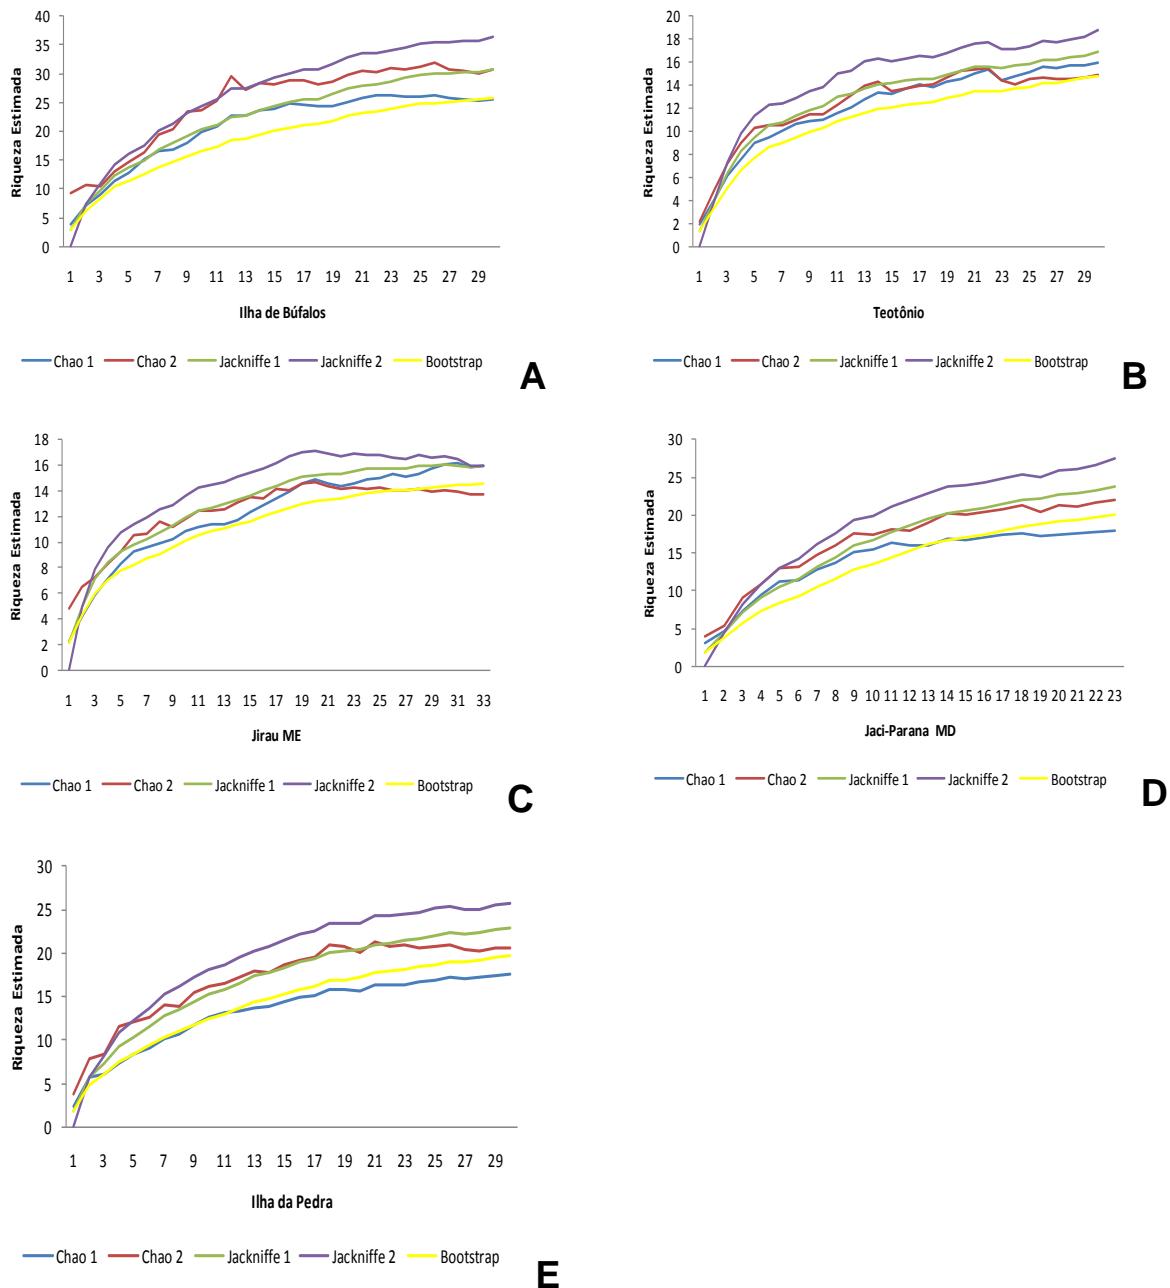 40
35
30
25
20
15
10
5
0
Riqueza Estimada
1 3 5 7 9 11 13 15 17 19 21 23 25 27 29
Ilha de Búfalos
Chao 1 Chao 2 Jackniffe 1 Jackniffe 2 Bootstrap
A
20
18
16
14
12
10
8
6
4
2
0
Riqueza Estimada
1 3 5 7 9 11 13 15 17 19 21 23 25 27 29
Teotônio
Chao 1 Chao 2 Jackniffe 1 Jackniffe 2 Bootstrap
B
18
16
14
12
10
8
6
4
2
0
Riqueza Estimada
1 3 5 7 9 11 13 15 17 19 21 23 25 27 29 31 33
Jirau ME
Chao 1 Chao 2 Jackniffe 1 Jackniffe 2 Bootstrap
C
30
25
20
15
10
5
0
Riqueza Estimada
1 2 3 4 5 6 7 8 9 10 11 12 13 14 15 16 17 18 19 20 21 22 23
Jaci-Parana MD
Chao 1 Chao 2 Jackniffe 1 Jackniffe 2 Bootstrap
D
30
25
20
15
10
5
0
Riqueza Estimada
1 3 5 7 9 11 13 15 17 19 21 23 25 27 29
Ilha da Pedra
Chao 1 Chao 2 Jackniffe 1 Jackniffe 2 Bootstrap
E